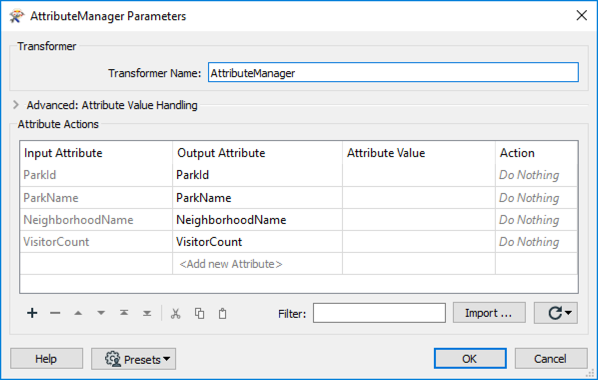 AttributeManager Parameters
Transformer
Transformer Name: AttributeManager
Advanced: Attribute Value Handling
Attribute Actions
Input Attribute Output Attribute Attribute Value Action
ParkId ParkId Do Nothing
ParkName ParkName Do Nothing
NeighborhoodName NeighborhoodName Do Nothing
VisitorCount VisitorCount Do Nothing
<Add new Attribute>
Filter: Import ...
Help Presets OK Cancel